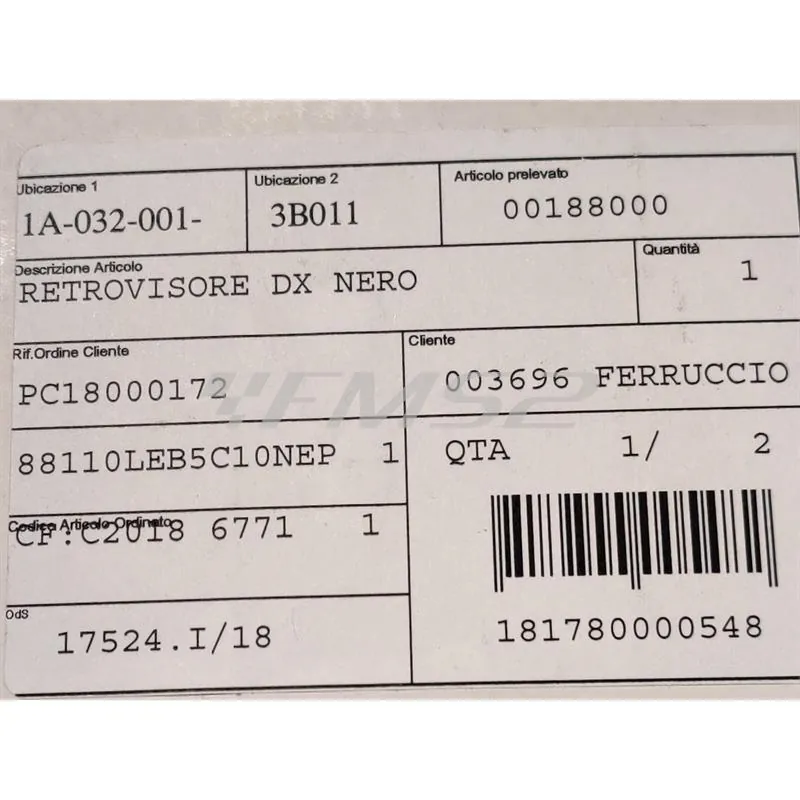 Ubicazione 1
1A-032-001-
Ubicazione 2
3B011
Articolo prelevato
00188000
Descrizione Articolo
RETROVISORE DX NERO
Quantità
1
Rif.Ordine Cliente
PC18000172
Cliente
003696 FERRUCCIO
88110LEB5C10NEP 1
Codice Articolo Ordinato
CF:C2018 6771 1
OdS
17524.I/18
QTA 1/ 2
181780000548
FMS2